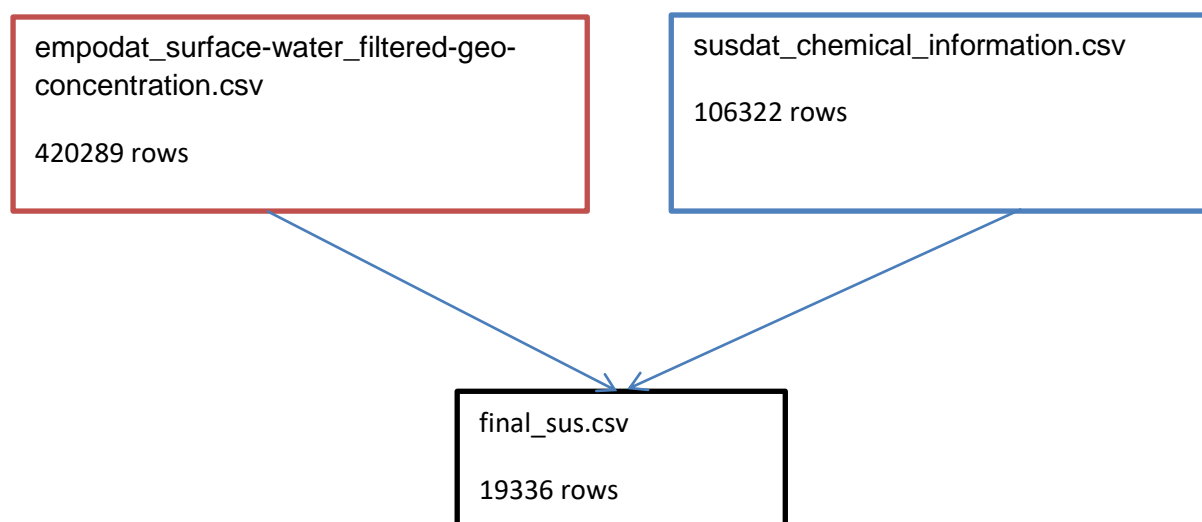 empodat_surface-water_filtered-geo-
concentration.csv
420289 rows
susdat_chemical_information.csv
106322 rows
final_sus.csv
19336 rows